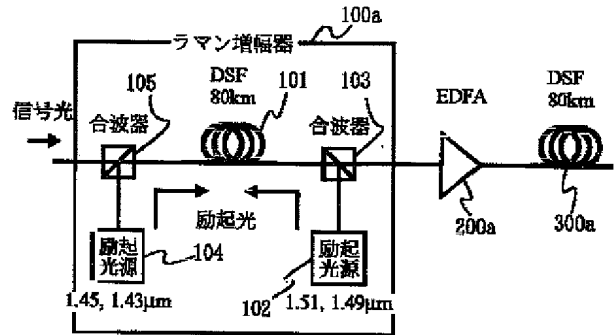 ラマン増幅器
100a
105
DSF
80km
101
103
信号光
合波器
合波器
EDFA
DSF
80km
励起光
200a
300a
励起
光源
104
102
励起
光源
1.45, 1.43μm
1.51, 1.49μm